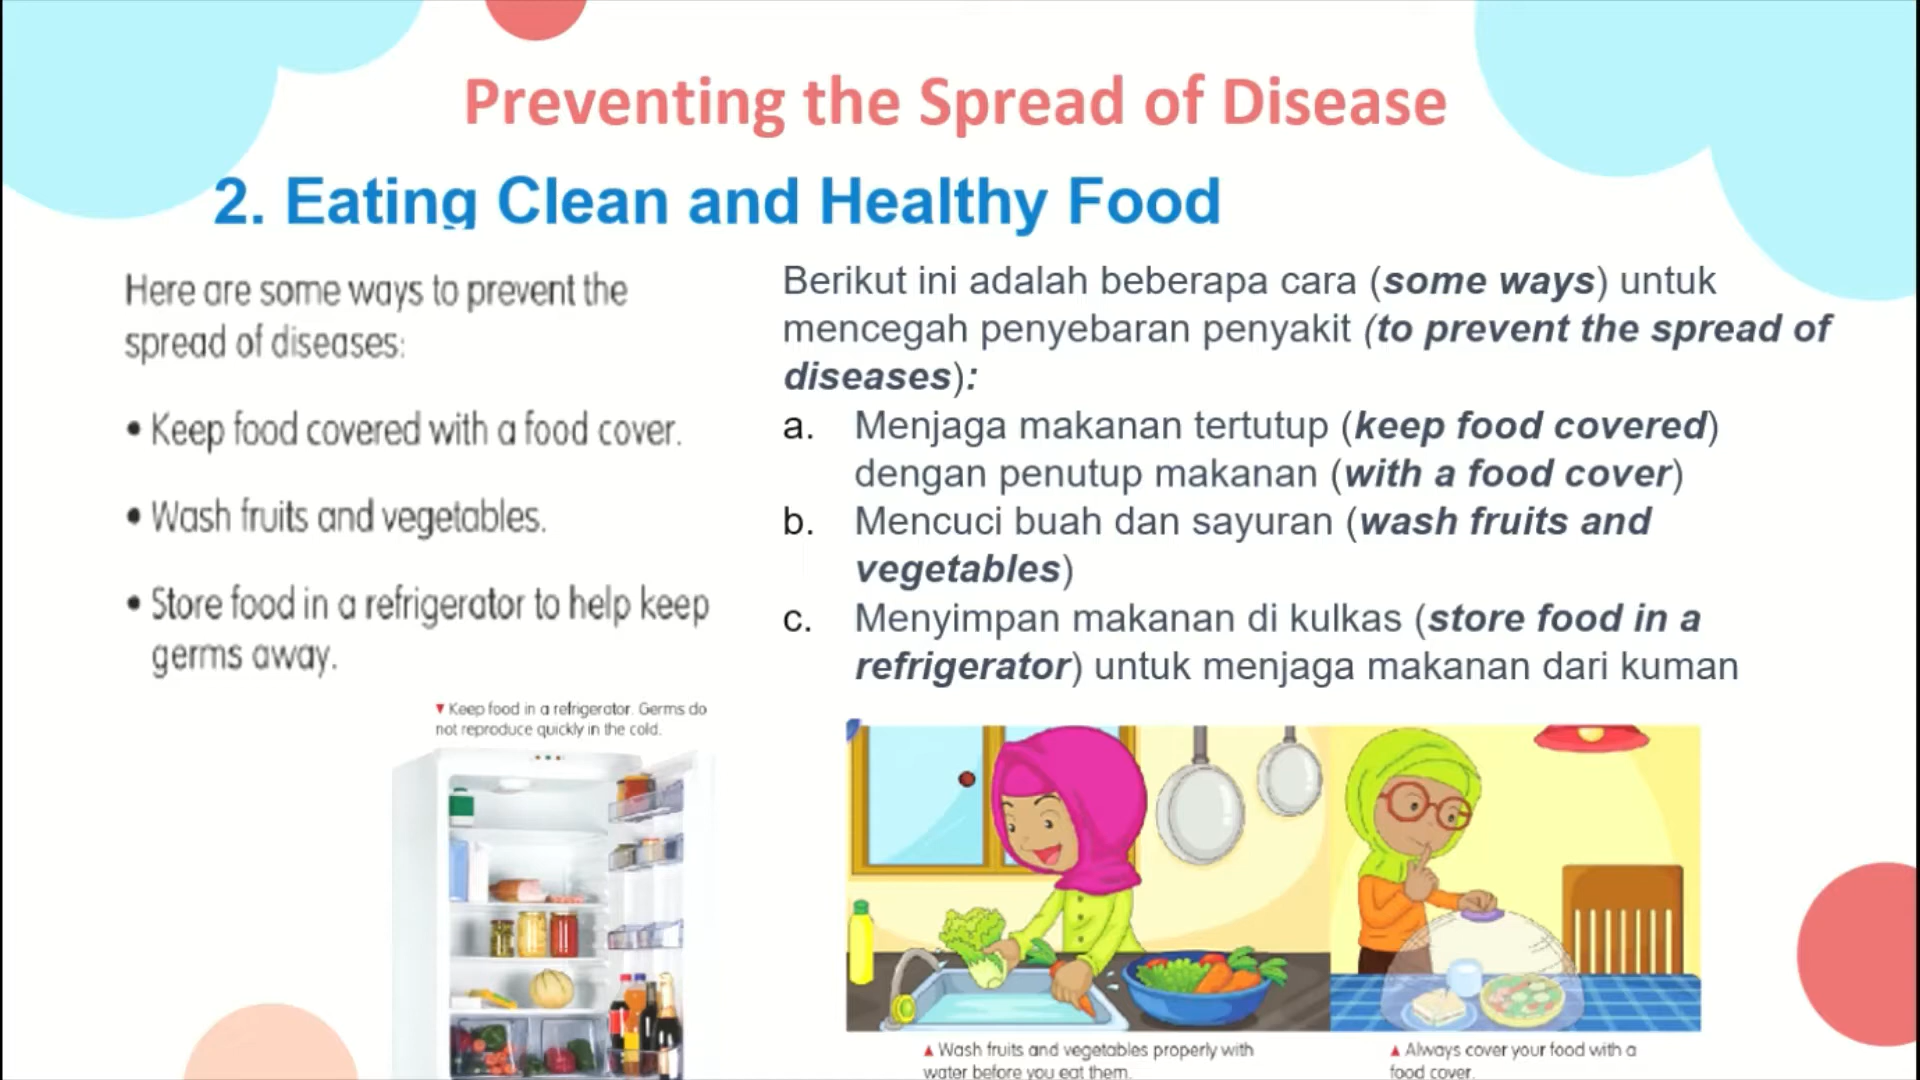 Preventing the Spread of Disease
2. Eating Clean and Healthy Food
Here are some ways to prevent the
spread of diseases:
• Keep food covered with a food cover.
• Wash fruits and vegetables.
• Store food in a refrigerator to help keep
germs away.
▼ Keep food in a refrigerator. Germs do
not reproduce quickly in the cold.
Berikut ini adalah beberapa cara (some ways) untuk
mencegah penyebaran penyakit (to prevent the spread of
diseases):
a. Menjaga makanan tertutup (keep food covered)
dengan penutup makanan (with a food cover)
b. Mencuci buah dan sayuran (wash fruits and
vegetables)
c. Menyimpan makanan di kulkas (store food in a
refrigerator) untuk menjaga makanan dari kuman
▲ Wash fruits and vegetables properly with
water before you eat them.
▲ Always cover your food with a
food cover.